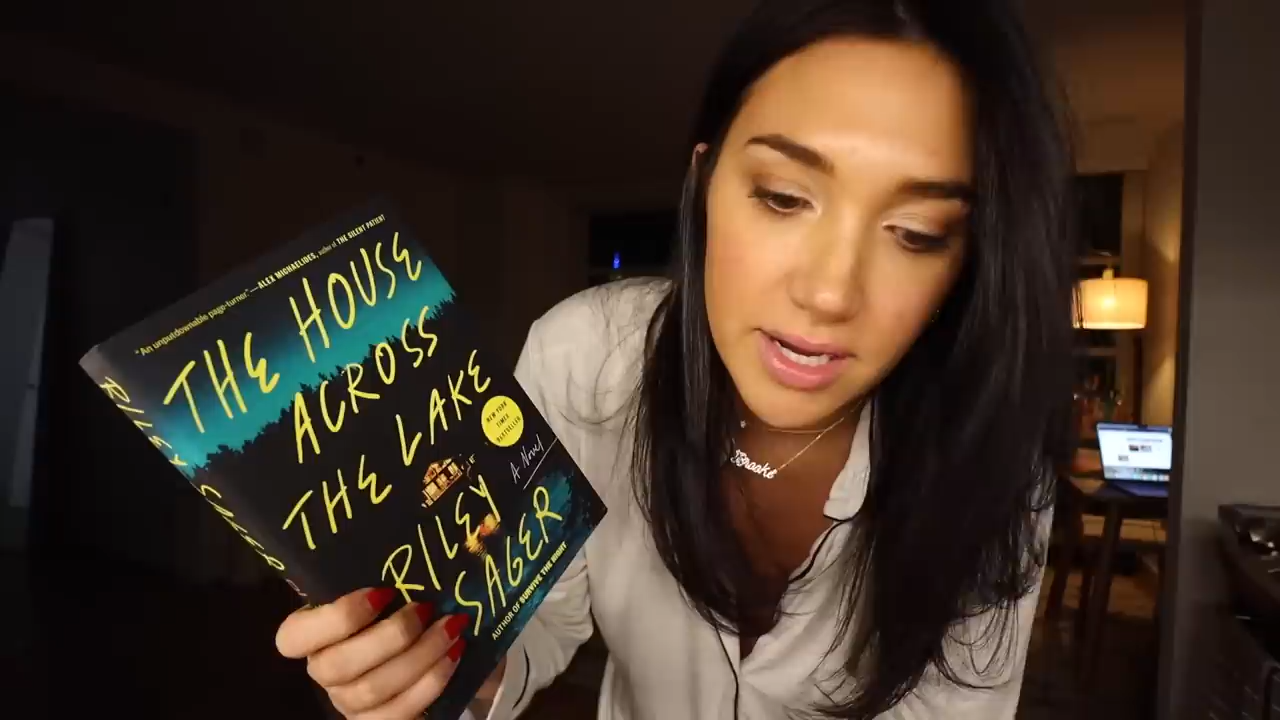 "An unputdownable page-turner."—ALEX MICHAELIDES, author of THE SILENT PATIENT
THE HOUSE
ACROSS
THE LAKE
NEW YORK
TIMES
BESTSELLER
A Novel
RILEY
SAGER
AUTHOR OF SURVIVE THE NIGHT
RILEY SAGER
Brooke